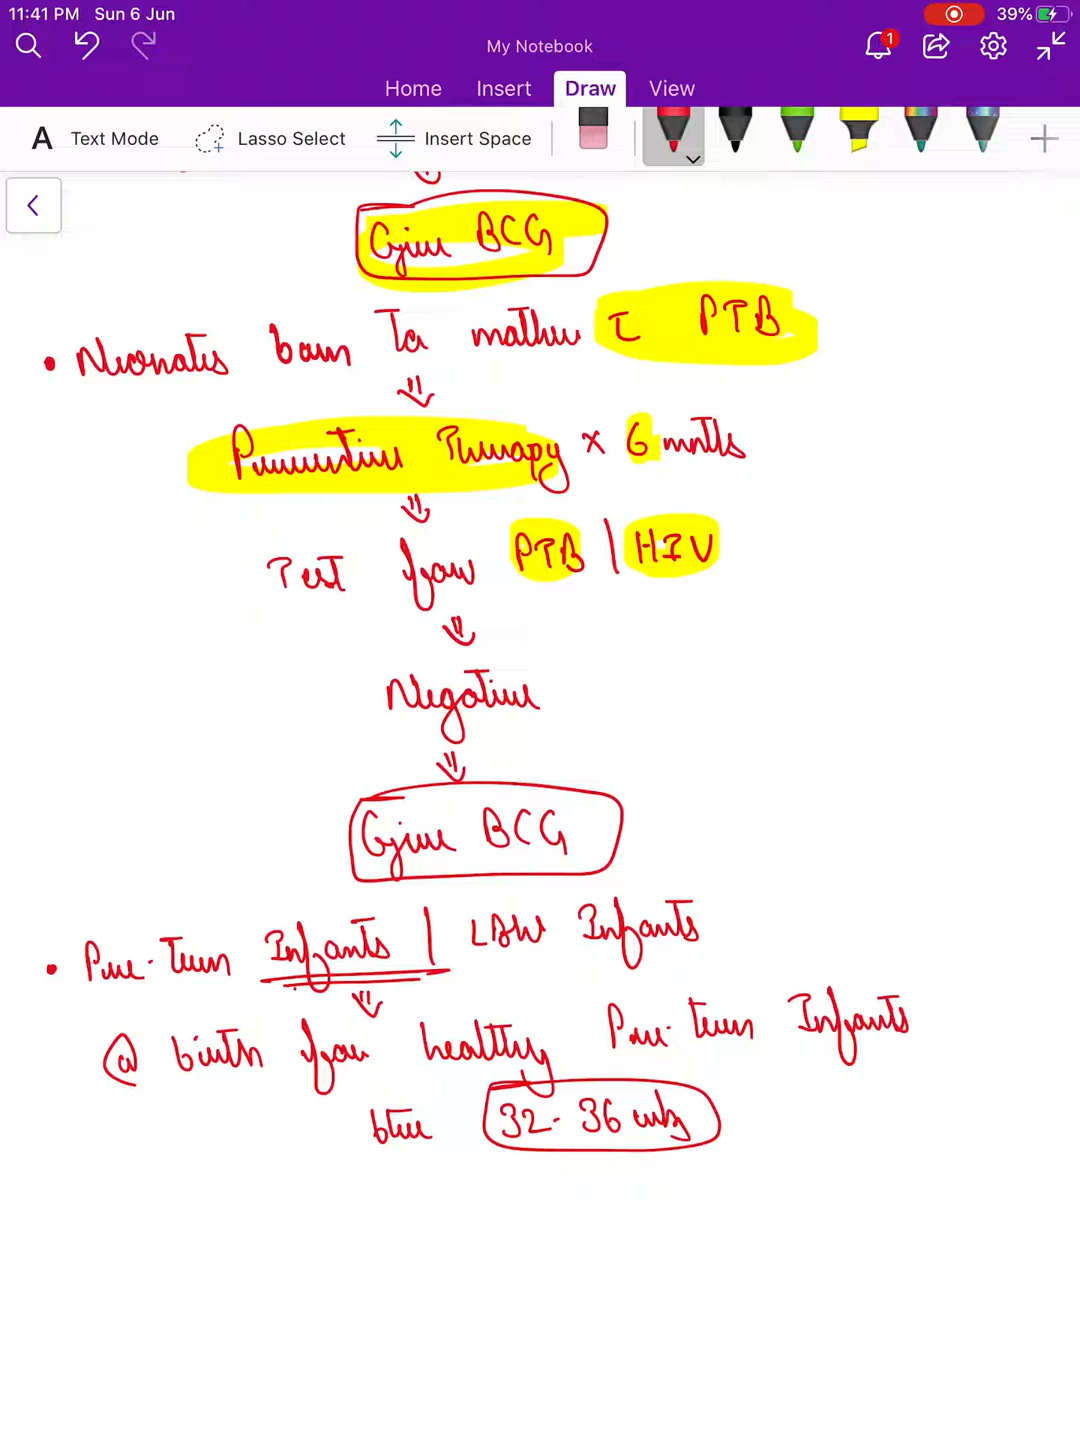 11:41 PM Sun 6 Jun 39%
My Notebook 1
Home Insert Draw View
A Text Mode Lasso Select Insert Space
Give BCG
• Neonates born to mother c̄ PTB
Preventive Therapy × 6 mnths
Test for PTB | HIV
Negative
Give BCG
• Pre-term Infants | LBW Infants
@ birth for healthy Pre-term Infants
btw 32-36 wks